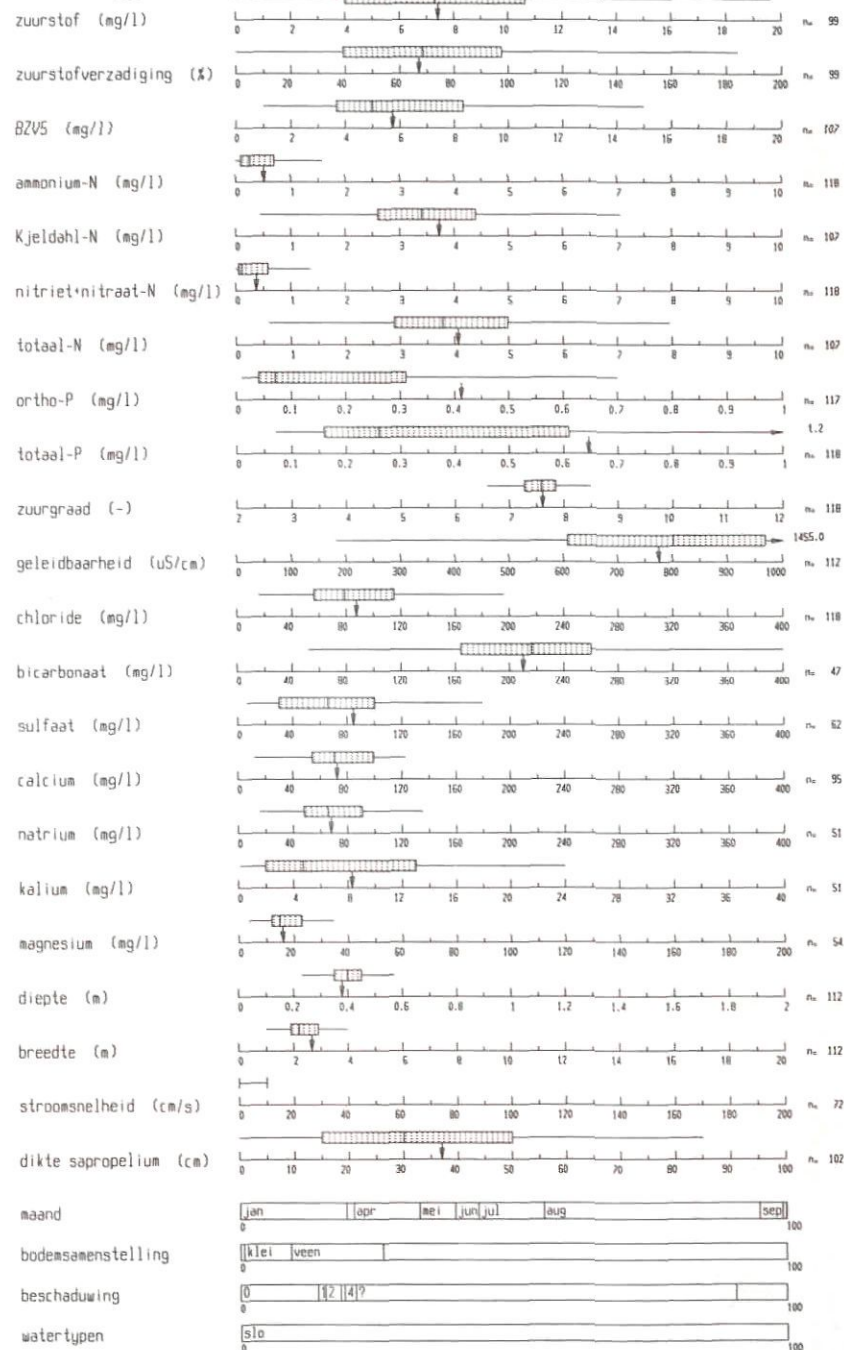 zuurstof (mg/l) 0 2 4 6 8 10 12 14 16 18 20 n= 99
zuurstofverzadiging (%) 0 20 40 60 80 100 120 140 160 180 200 n= 99
BZV5 (mg/l) 0 2 4 6 8 10 12 14 16 18 20 n= 107
ammonium-N (mg/l) 0 1 2 3 4 5 6 7 8 9 10 n= 118
Kjeldahl-N (mg/l) 0 1 2 3 4 5 6 7 8 9 10 n= 107
nitriet+nitraat-N (mg/l) 0 1 2 3 4 5 6 7 8 9 10 n= 118
totaal-N (mg/l) 0 1 2 3 4 5 6 7 8 9 10 n= 107
ortho-P (mg/l) 0 0.1 0.2 0.3 0.4 0.5 0.6 0.7 0.8 0.9 1 n= 117
1.2
totaal-P (mg/l) 0 0.1 0.2 0.3 0.4 0.5 0.6 0.7 0.8 0.9 1 n= 118
zuurgraad (-) 2 3 4 5 6 7 8 9 10 11 12 n= 118
1455.0
geleidbaarheid (uS/cm) 0 100 200 300 400 500 600 700 800 900 1000 n= 112
chloride (mg/l) 0 40 80 120 160 200 240 280 320 360 400 n= 118
bicarbonaat (mg/l) 0 40 80 120 160 200 240 280 320 360 400 n= 47
sulfaat (mg/l) 0 40 80 120 160 200 240 280 320 360 400 n= 62
calcium (mg/l) 0 40 80 120 160 200 240 280 320 360 400 n= 95
natrium (mg/l) 0 40 80 120 160 200 240 280 320 360 400 n= 51
kalium (mg/l) 0 4 8 12 16 20 24 28 32 36 40 n= 51
magnesium (mg/l) 0 20 40 60 80 100 120 140 160 180 200 n= 54
diepte (m) 0 0.2 0.4 0.6 0.8 1 1.2 1.4 1.6 1.8 2 n= 112
breedte (m) 0 2 4 6 8 10 12 14 16 18 20 n= 112
stroomsnelheid (cm/s) 0 20 40 60 80 100 120 140 160 180 200 n= 72
dikte sapropelium (cm) 0 10 20 30 40 50 60 70 80 90 100 n= 102
maand jan apr mei jun jul aug sep
0 100
bodemsamenstelling klei veen
0 100
beschaduwing 0 1 2 4 ?
0 100
watertypen slo
0 100